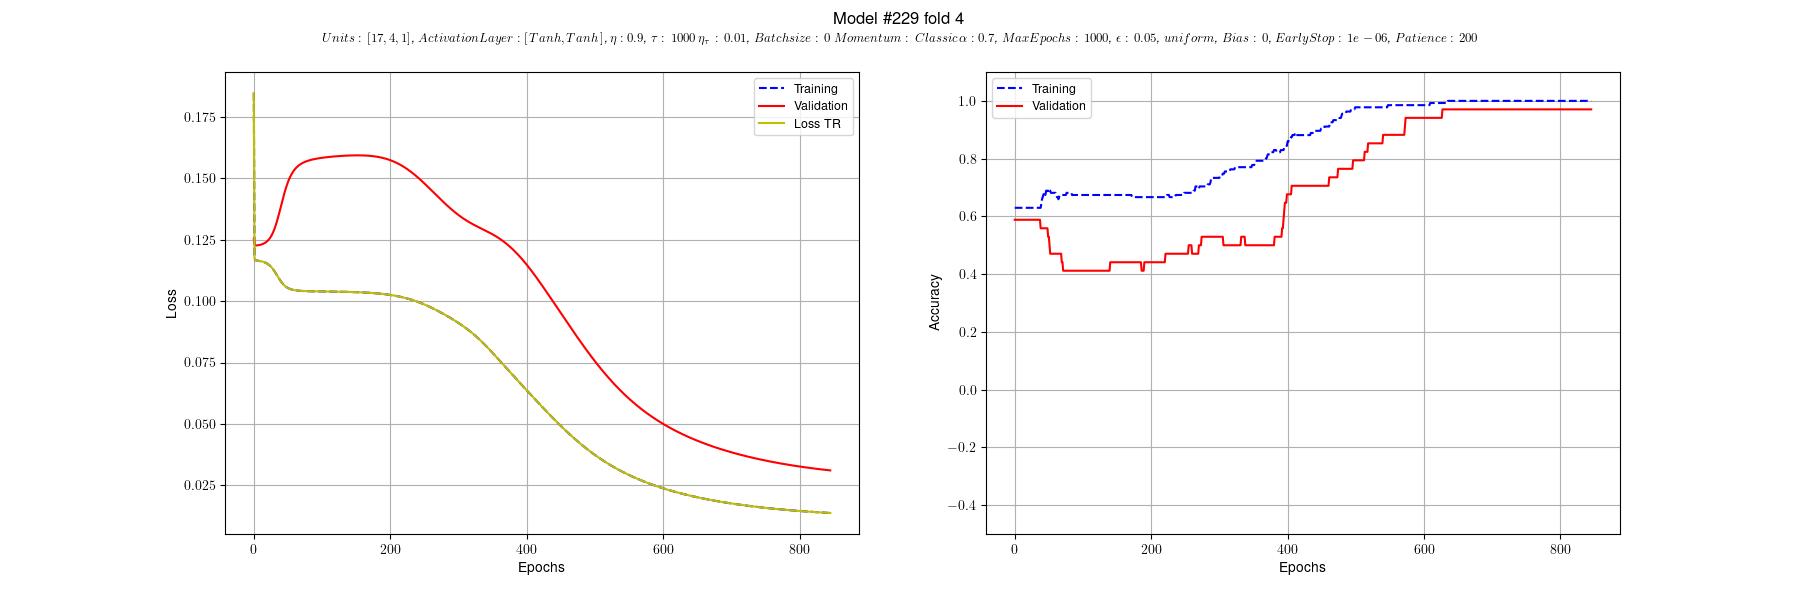 Model #229 fold 4
Units : [17, 4, 1], ActivationLayer : [Tanh, Tanh], η : 0.9, τ : 1000 ητ : 0.01, Batchsize : 0 Momentum : Classic α : 0.7, MaxEpochs : 1000, ϵ : 0.05, uniform, Bias : 0, EarlyStop : 1e − 06, Patience : 200
Training
Validation
Loss TR
0.175
0.150
0.125
0.100
0.075
0.050
0.025
Loss
0 200 400 600 800
Epochs
Training
Validation
1.0
0.8
0.6
0.4
0.2
0.0
−0.2
−0.4
Accuracy
0 200 400 600 800
Epochs